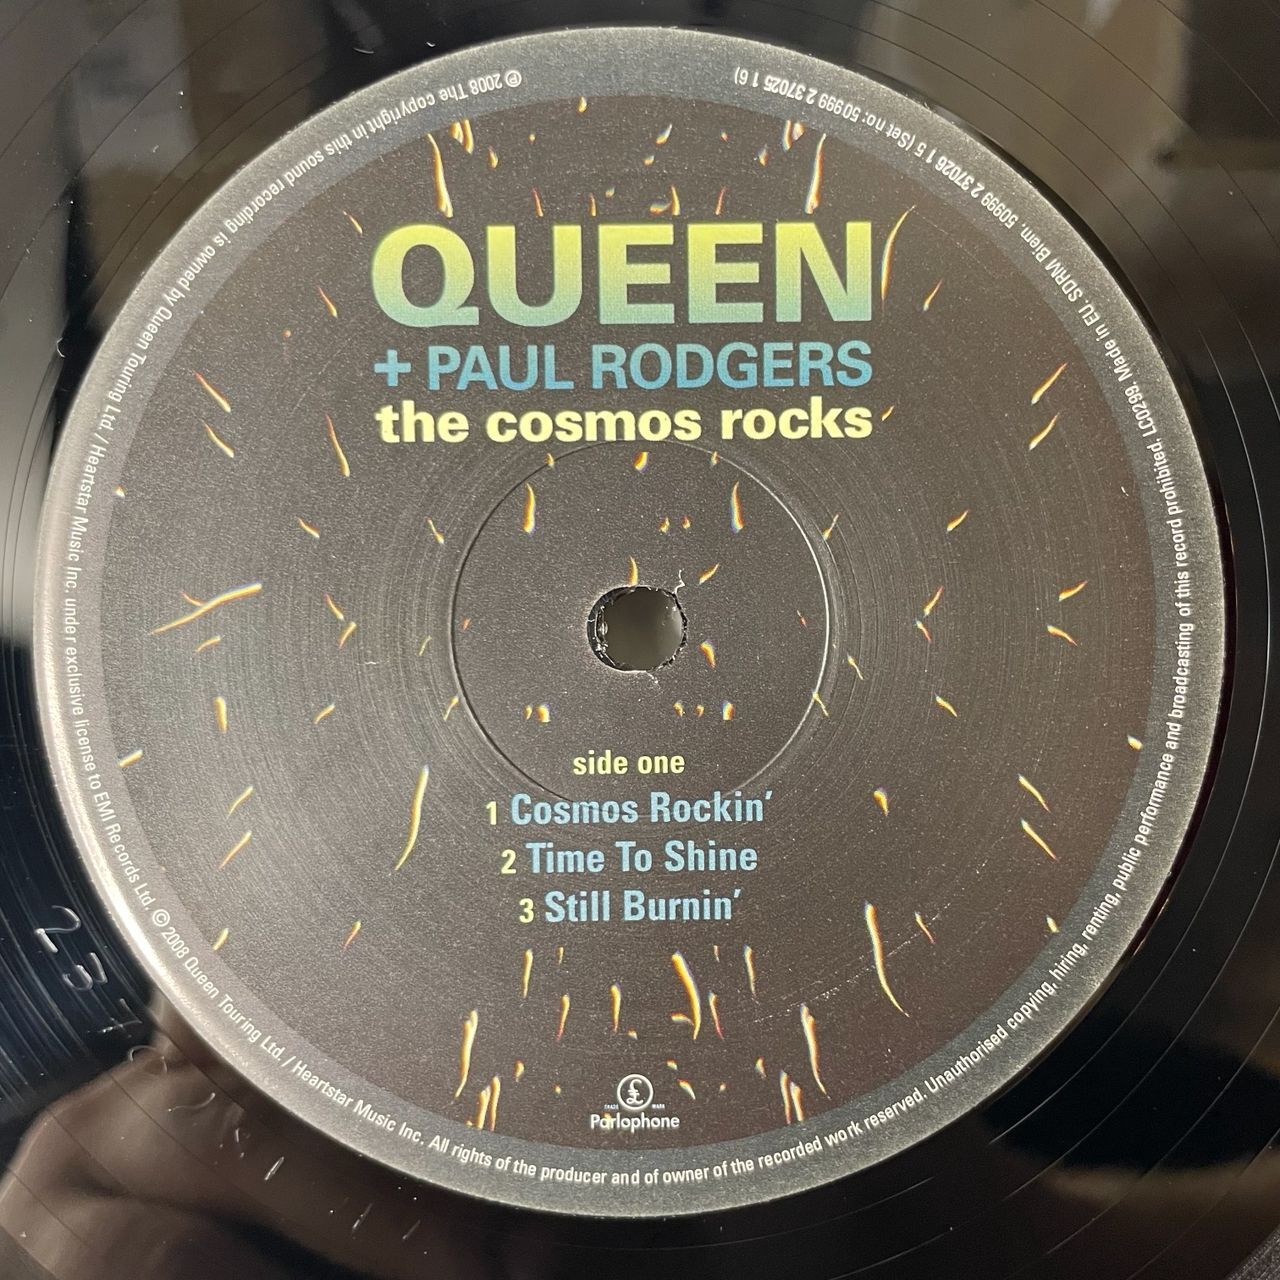 QUEEN
+ PAUL RODGERS
the cosmos rocks
side one
1 Cosmos Rockin’
2 Time To Shine
3 Still Burnin’
TRADE MARK
Parlophone
℗ 2008 The copyright in this sound recording is owned by Queen Touring Ltd / Heartstar Music Inc. under exclusive license to EMI Records Ltd. © 2008 Queen Touring Ltd. / Heartstar Music Inc. All rights of the producer and of owner of the recorded work reserved. Unauthorised copying, hiring, renting, public performance and broadcasting of this record prohibited. LC0299. Made in EU. SDRM Biem. 50999 2 37026 1 5 (Set no: 50999 2 37025 1 6)